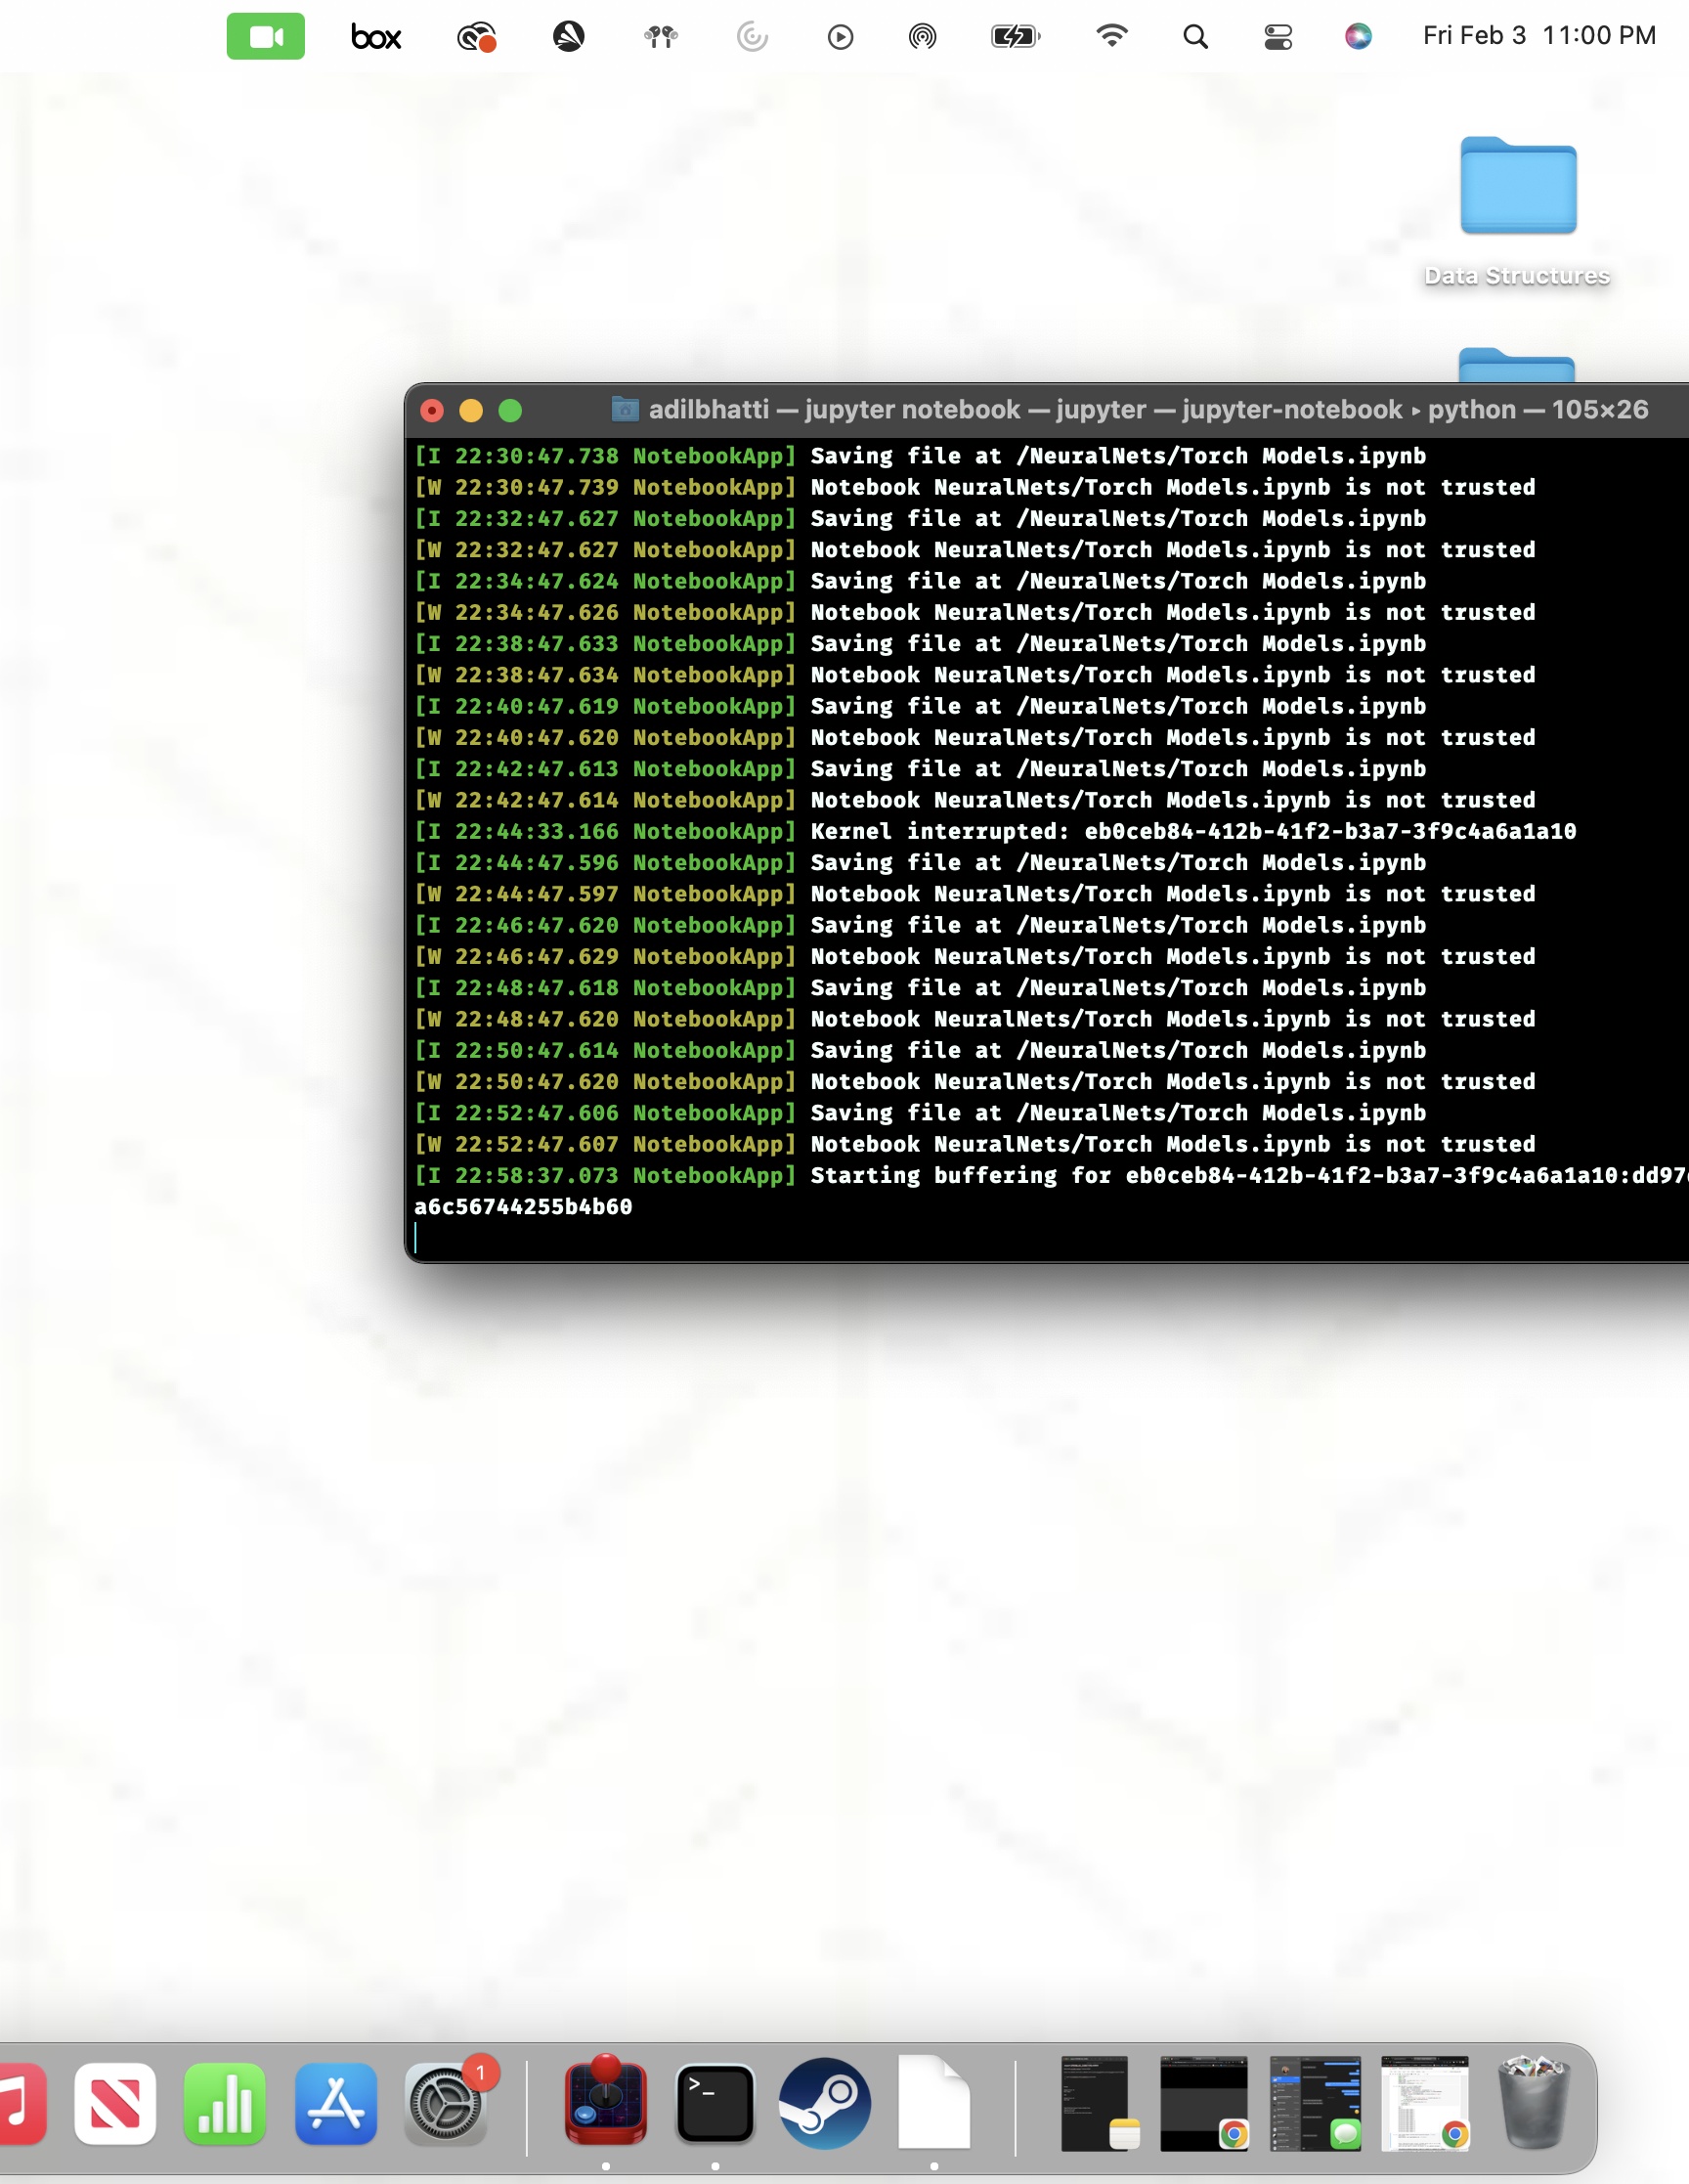 box
Fri Feb 3 11:00 PM
Data Structures
adilbhatti — jupyter notebook — jupyter — jupyter-notebook ▸ python — 105×26
[I 22:30:47.738 NotebookApp] Saving file at /NeuralNets/Torch Models.ipynb
[W 22:30:47.739 NotebookApp] Notebook NeuralNets/Torch Models.ipynb is not trusted
[I 22:32:47.627 NotebookApp] Saving file at /NeuralNets/Torch Models.ipynb
[W 22:32:47.627 NotebookApp] Notebook NeuralNets/Torch Models.ipynb is not trusted
[I 22:34:47.624 NotebookApp] Saving file at /NeuralNets/Torch Models.ipynb
[W 22:34:47.626 NotebookApp] Notebook NeuralNets/Torch Models.ipynb is not trusted
[I 22:38:47.633 NotebookApp] Saving file at /NeuralNets/Torch Models.ipynb
[W 22:38:47.634 NotebookApp] Notebook NeuralNets/Torch Models.ipynb is not trusted
[I 22:40:47.619 NotebookApp] Saving file at /NeuralNets/Torch Models.ipynb
[W 22:40:47.620 NotebookApp] Notebook NeuralNets/Torch Models.ipynb is not trusted
[I 22:42:47.613 NotebookApp] Saving file at /NeuralNets/Torch Models.ipynb
[W 22:42:47.614 NotebookApp] Notebook NeuralNets/Torch Models.ipynb is not trusted
[I 22:44:33.166 NotebookApp] Kernel interrupted: eb0ceb84-412b-41f2-b3a7-3f9c4a6a1a10
[I 22:44:47.596 NotebookApp] Saving file at /NeuralNets/Torch Models.ipynb
[W 22:44:47.597 NotebookApp] Notebook NeuralNets/Torch Models.ipynb is not trusted
[I 22:46:47.620 NotebookApp] Saving file at /NeuralNets/Torch Models.ipynb
[W 22:46:47.629 NotebookApp] Notebook NeuralNets/Torch Models.ipynb is not trusted
[I 22:48:47.618 NotebookApp] Saving file at /NeuralNets/Torch Models.ipynb
[W 22:48:47.620 NotebookApp] Notebook NeuralNets/Torch Models.ipynb is not trusted
[I 22:50:47.614 NotebookApp] Saving file at /NeuralNets/Torch Models.ipynb
[W 22:50:47.620 NotebookApp] Notebook NeuralNets/Torch Models.ipynb is not trusted
[I 22:52:47.606 NotebookApp] Saving file at /NeuralNets/Torch Models.ipynb
[W 22:52:47.607 NotebookApp] Notebook NeuralNets/Torch Models.ipynb is not trusted
[I 22:58:37.073 NotebookApp] Starting buffering for eb0ceb84-412b-41f2-b3a7-3f9c4a6a1a10:dd97
a6c56744255b4b60
1
>_